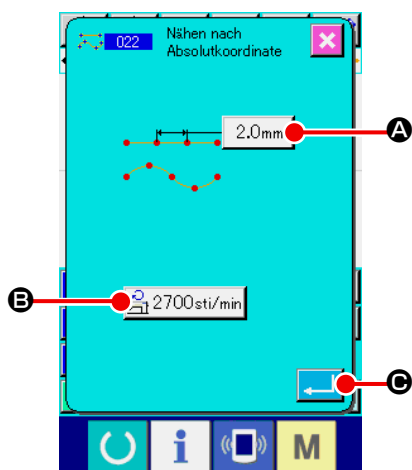 022
Nähen nach
Absolutkoordinate
2.0mm
A
B
2700sti/min
C
i
M